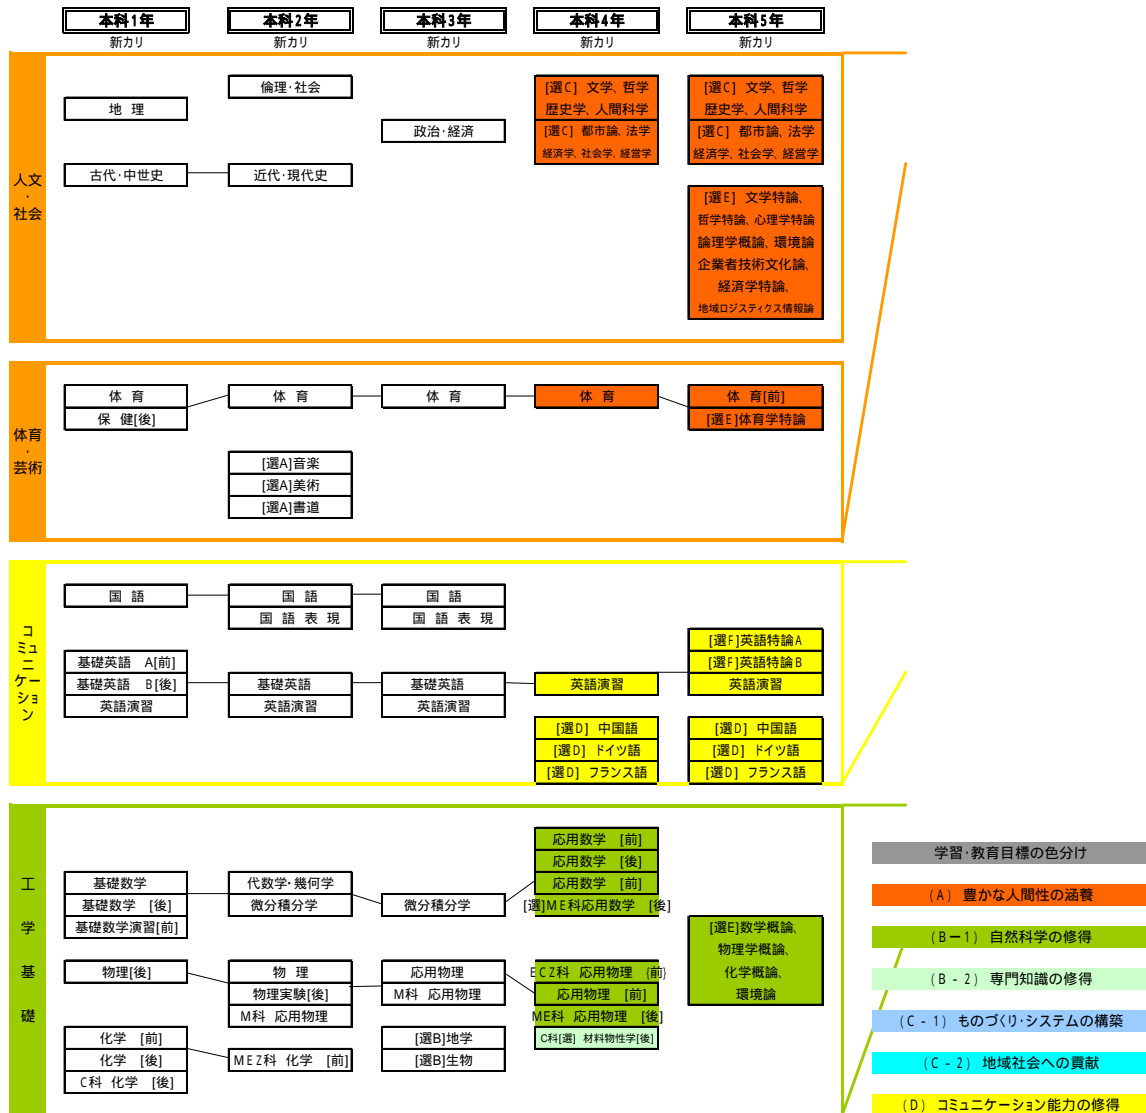 本科1年
本科2年
本科3年
本科4年
本科5年
新カリ
新カリ
新カリ
新カリ
新カリ
人文・社会
地 理
古代・中世史
倫理・社会
近代・現代史
政治・経済
[選C] 文学、哲学
歴史学、人間科学
[選C] 都市論、法学
経済学、社会学、経営学
[選C] 文学、哲学
歴史学、人間科学
[選C] 都市論、法学
経済学、社会学、経営学
[選E] 文学特論、
哲学特論、心理学特論
論理学概論、環境論
企業者技術文化論、
経済学特論、
地域ロジスティクス情報論
体育・芸術
体 育
保 健[後]
体 育
[選A]音楽
[選A]美術
[選A]書道
体 育
体 育
体 育[前]
[選E]体育学特論
コミュニケーション
国 語
基礎英語 A[前]
基礎英語 B[後]
英語演習
国 語
国 語 表 現
基礎英語
英語演習
国 語
国 語 表 現
基礎英語
英語演習
英語演習
[選D] 中国語
[選D] ドイツ語
[選D] フランス語
[選F]英語特論A
[選F]英語特論B
英語演習
[選D] 中国語
[選D] ドイツ語
[選D] フランス語
工学基礎
基礎数学
基礎数学 [後]
基礎数学演習[前]
物理[後]
化学 [前]
化学 [後]
C科 化学 [後]
代数学・幾何学
微分積分学
物 理
物理実験[後]
M科 応用物理
MEZ科 化学 [前]
微分積分学
応用物理
M科 応用物理
[選B]地学
[選B]生物
応用数学 [前]
応用数学 [後]
応用数学 [前]
[選]ME科応用数学 [後]
ECZ科 応用物理 {前}
応用物理 [前]
ME科 応用物理 [後]
C科[選] 材料物性学[後]
[選E]数学概論、
物理学概論、
化学概論、
環境論
学習・教育目標の色分け
(A) 豊かな人間性の涵養
(B－1) 自然科学の修得
(B - 2) 専門知識の修得
(C - 1) ものづくり・システムの構築
(C - 2) 地域社会への貢献
(D) コミュニケーション能力の修得